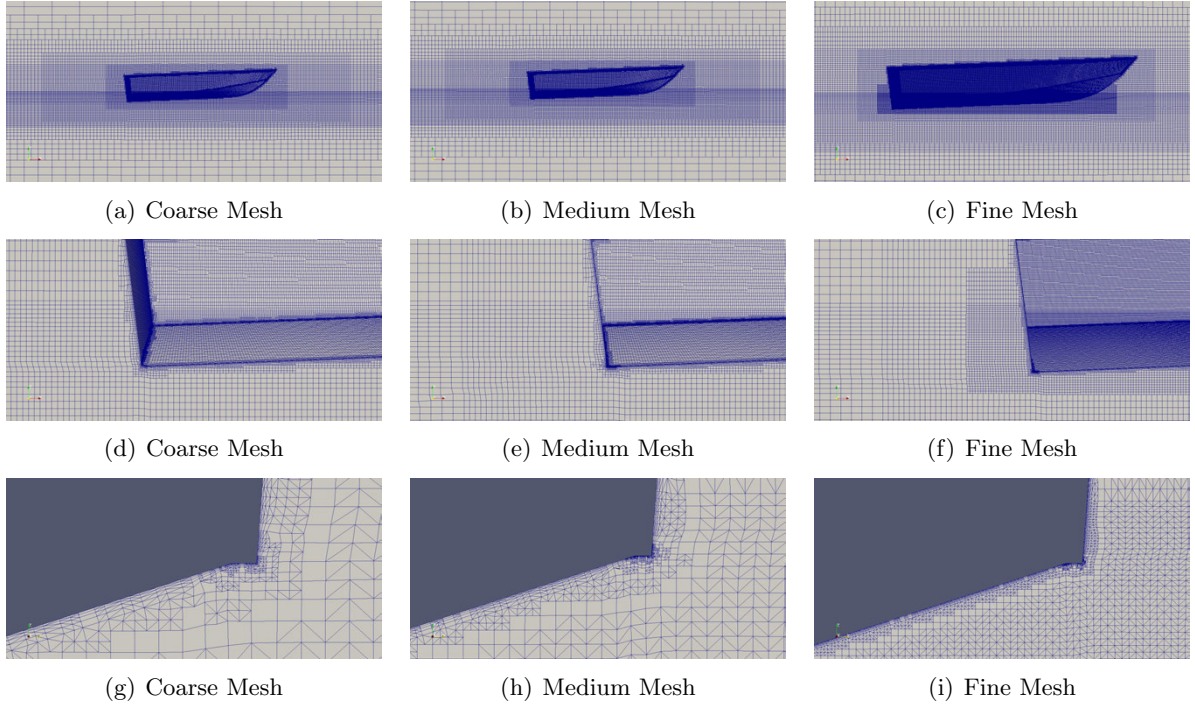 (a) Coarse Mesh
(b) Medium Mesh
(c) Fine Mesh
(d) Coarse Mesh
(e) Medium Mesh
(f) Fine Mesh
(g) Coarse Mesh
(h) Medium Mesh
(i) Fine Mesh